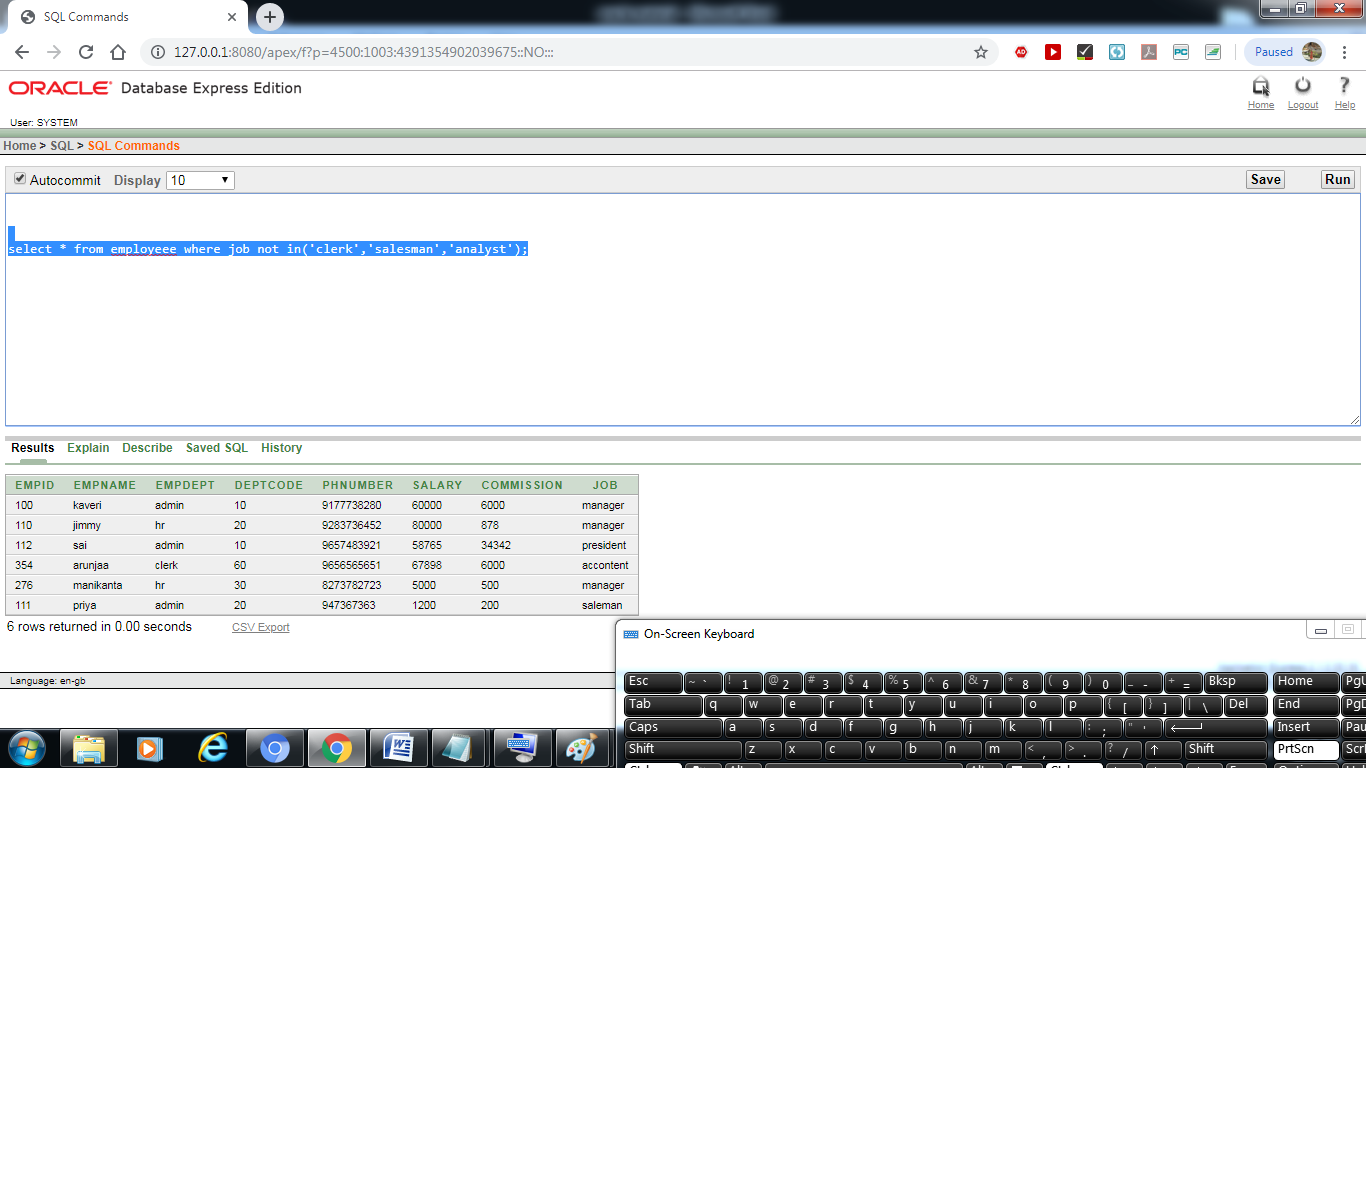 SQL Commands
127.0.0.1:8080/apex/f?p=4500:1003:4391354902039675::NO:::
Paused
ORACLE Database Express Edition
Home Logout Help
User: SYSTEM
Home > SQL > SQL Commands
Autocommit Display 10 Save Run
select * from employeee where job not in('clerk','salesman','analyst');
Results Explain Describe Saved SQL History
EMPID EMPNAME EMPDEPT DEPTCODE PHNUMBER SALARY COMMISSION JOB
100 kaveri admin 10 9177738280 60000 6000 manager
110 jimmy hr 20 9283736452 80000 878 manager
112 sai admin 10 9657483921 58765 34342 president
354 arunjaa clerk 60 9656565651 67898 6000 accontent
276 manikanta hr 30 8273782723 5000 500 manager
111 priya admin 20 947367363 1200 200 saleman
6 rows returned in 0.00 seconds CSV Export
On-Screen Keyboard
Language: en-gb
Esc ~ ` ! 1 @ 2 # 3 $ 4 % 5 ^ 6 & 7 * 8 ( 9 ) 0 _ - + = Bksp Home
Tab q w e r t y u i o p { [ } ] | \ Del End
Caps a s d f g h j k l : ; " ' Insert
Shift z x c v b n m < , > . ? / Shift PrtScn